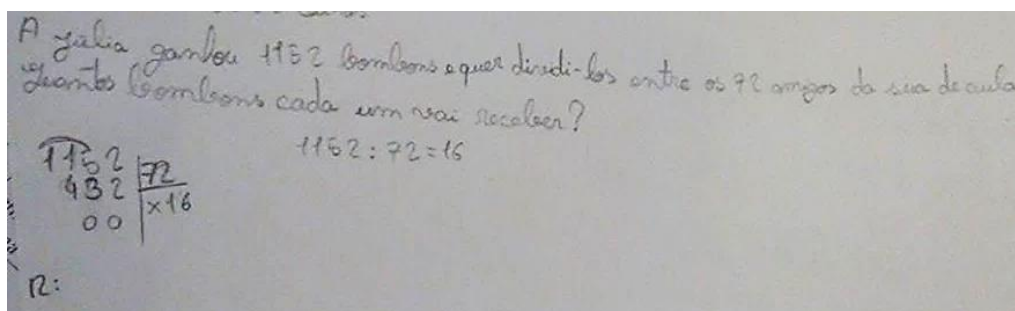 A Júlia ganhou 1152 bombons e quer dividi-los entre os 72 amigos da sua de aula
Quantos bombons cada um vai receber?
1152 : 72 = 16
1152 72
432 x16
00
R: